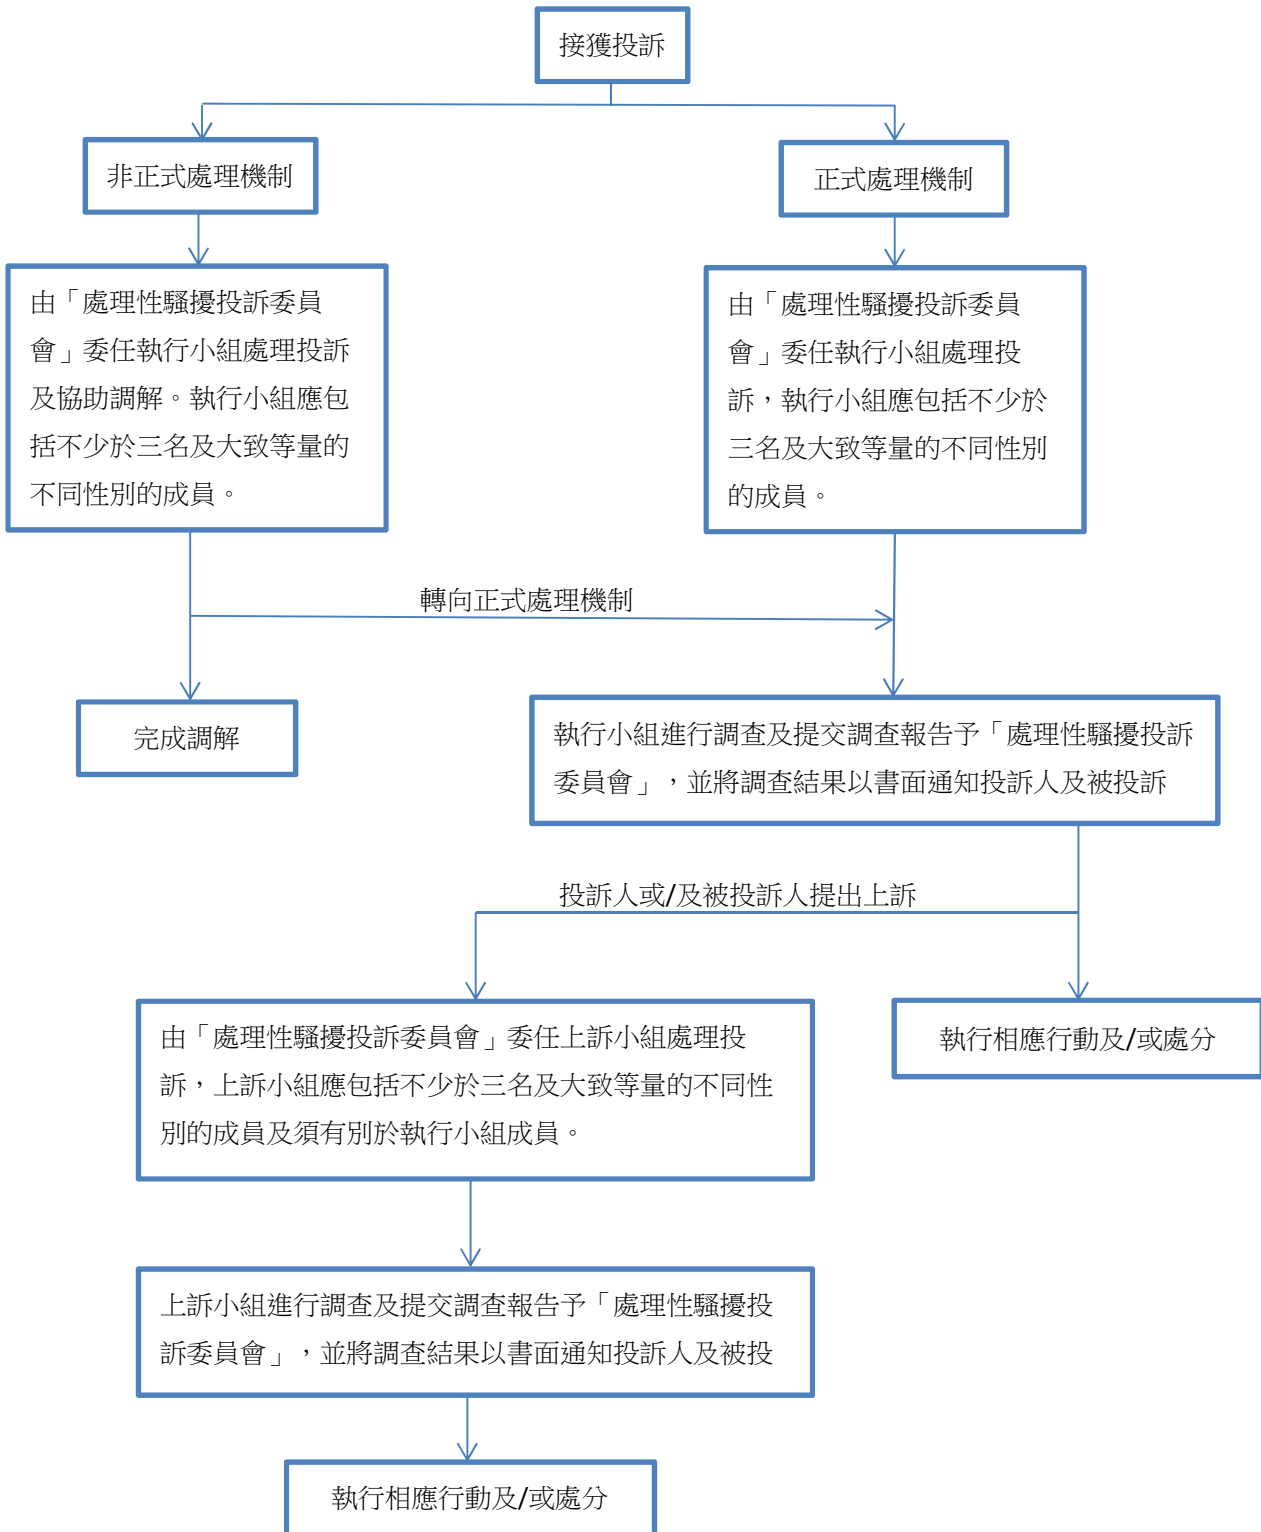 接獲投訴
非正式處理機制
正式處理機制
由「處理性騷擾投訴委員
會」委任執行小組處理投訴
及協助調解。執行小組應包
括不少於三名及大致等量的
不同性別的成員。
由「處理性騷擾投訴委員
會」委任執行小組處理投
訴，執行小組應包括不少於
三名及大致等量的不同性別
的成員。
轉向正式處理機制
完成調解
執行小組進行調查及提交調查報告予「處理性騷擾投訴
委員會」，並將調查結果以書面通知投訴人及被投訴
投訴人或/及被投訴人提出上訴
由「處理性騷擾投訴委員會」委任上訴小組處理投
訴，上訴小組應包括不少於三名及大致等量的不同性
別的成員及須有別於執行小組成員。
執行相應行動及/或處分
上訴小組進行調查及提交調查報告予「處理性騷擾投
訴委員會」，並將調查結果以書面通知投訴人及被投
執行相應行動及/或處分